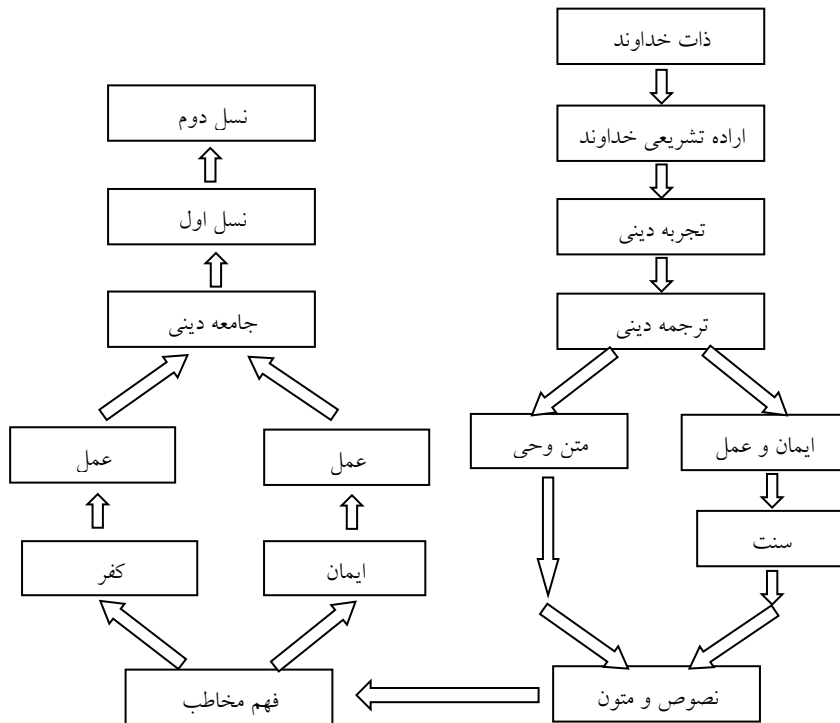 ذات خداوند
اراده تشریعی خداوند
تجربه دینی
ترجمه دینی
ایمان و عمل
متن وحی
سنت
نصوص و متون
فهم مخاطب
ایمان
کفر
عمل
عمل
جامعه دینی
نسل اول
نسل دوم